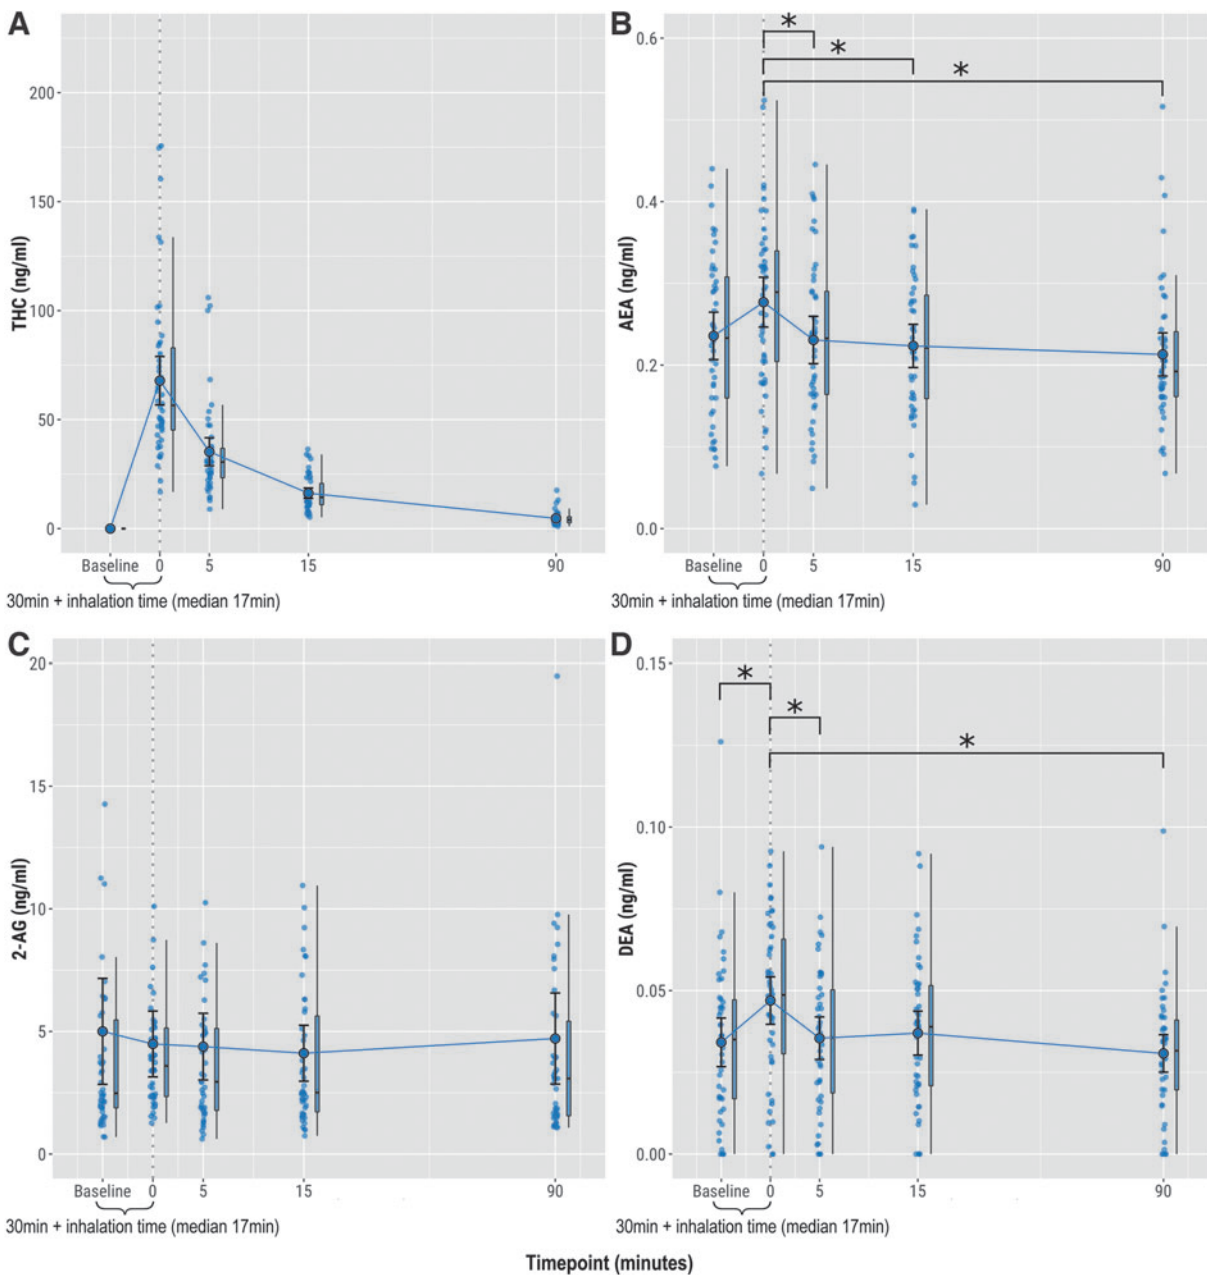 A
THC (ng/ml)
200
150
100
50
0
Baseline 0 5 15 90
30min + inhalation time (median 17min)
B
AEA (ng/ml)
* 
*
*
0.6
0.4
0.2
0.0
Baseline 0 5 15 90
30min + inhalation time (median 17min)
C
2-AG (ng/ml)
20
15
10
5
0
Baseline 0 5 15 90
30min + inhalation time (median 17min)
D
DEA (ng/ml)
*
*
*
0.15
0.10
0.05
0.00
Baseline 0 5 15 90
30min + inhalation time (median 17min)
Timepoint (minutes)